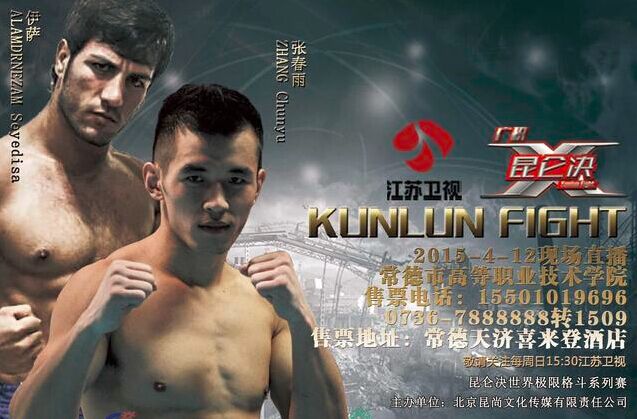 伊萨
ALAMDRNEZAM Seyedisa
张春雨
ZHANG Chunyu
江苏卫视
广汽
昆仑决
X
KUNLUN FIGHT
2015-4-12现场直播
常德市高等职业技术学院
售票电话：15501019696
0736-7888888转1509
售票地址：常德天济喜来登酒店
敬请关注每周日15:30江苏卫视
昆仑决世界极限格斗系列赛
主办单位：北京昆尚文化传媒有限责任公司